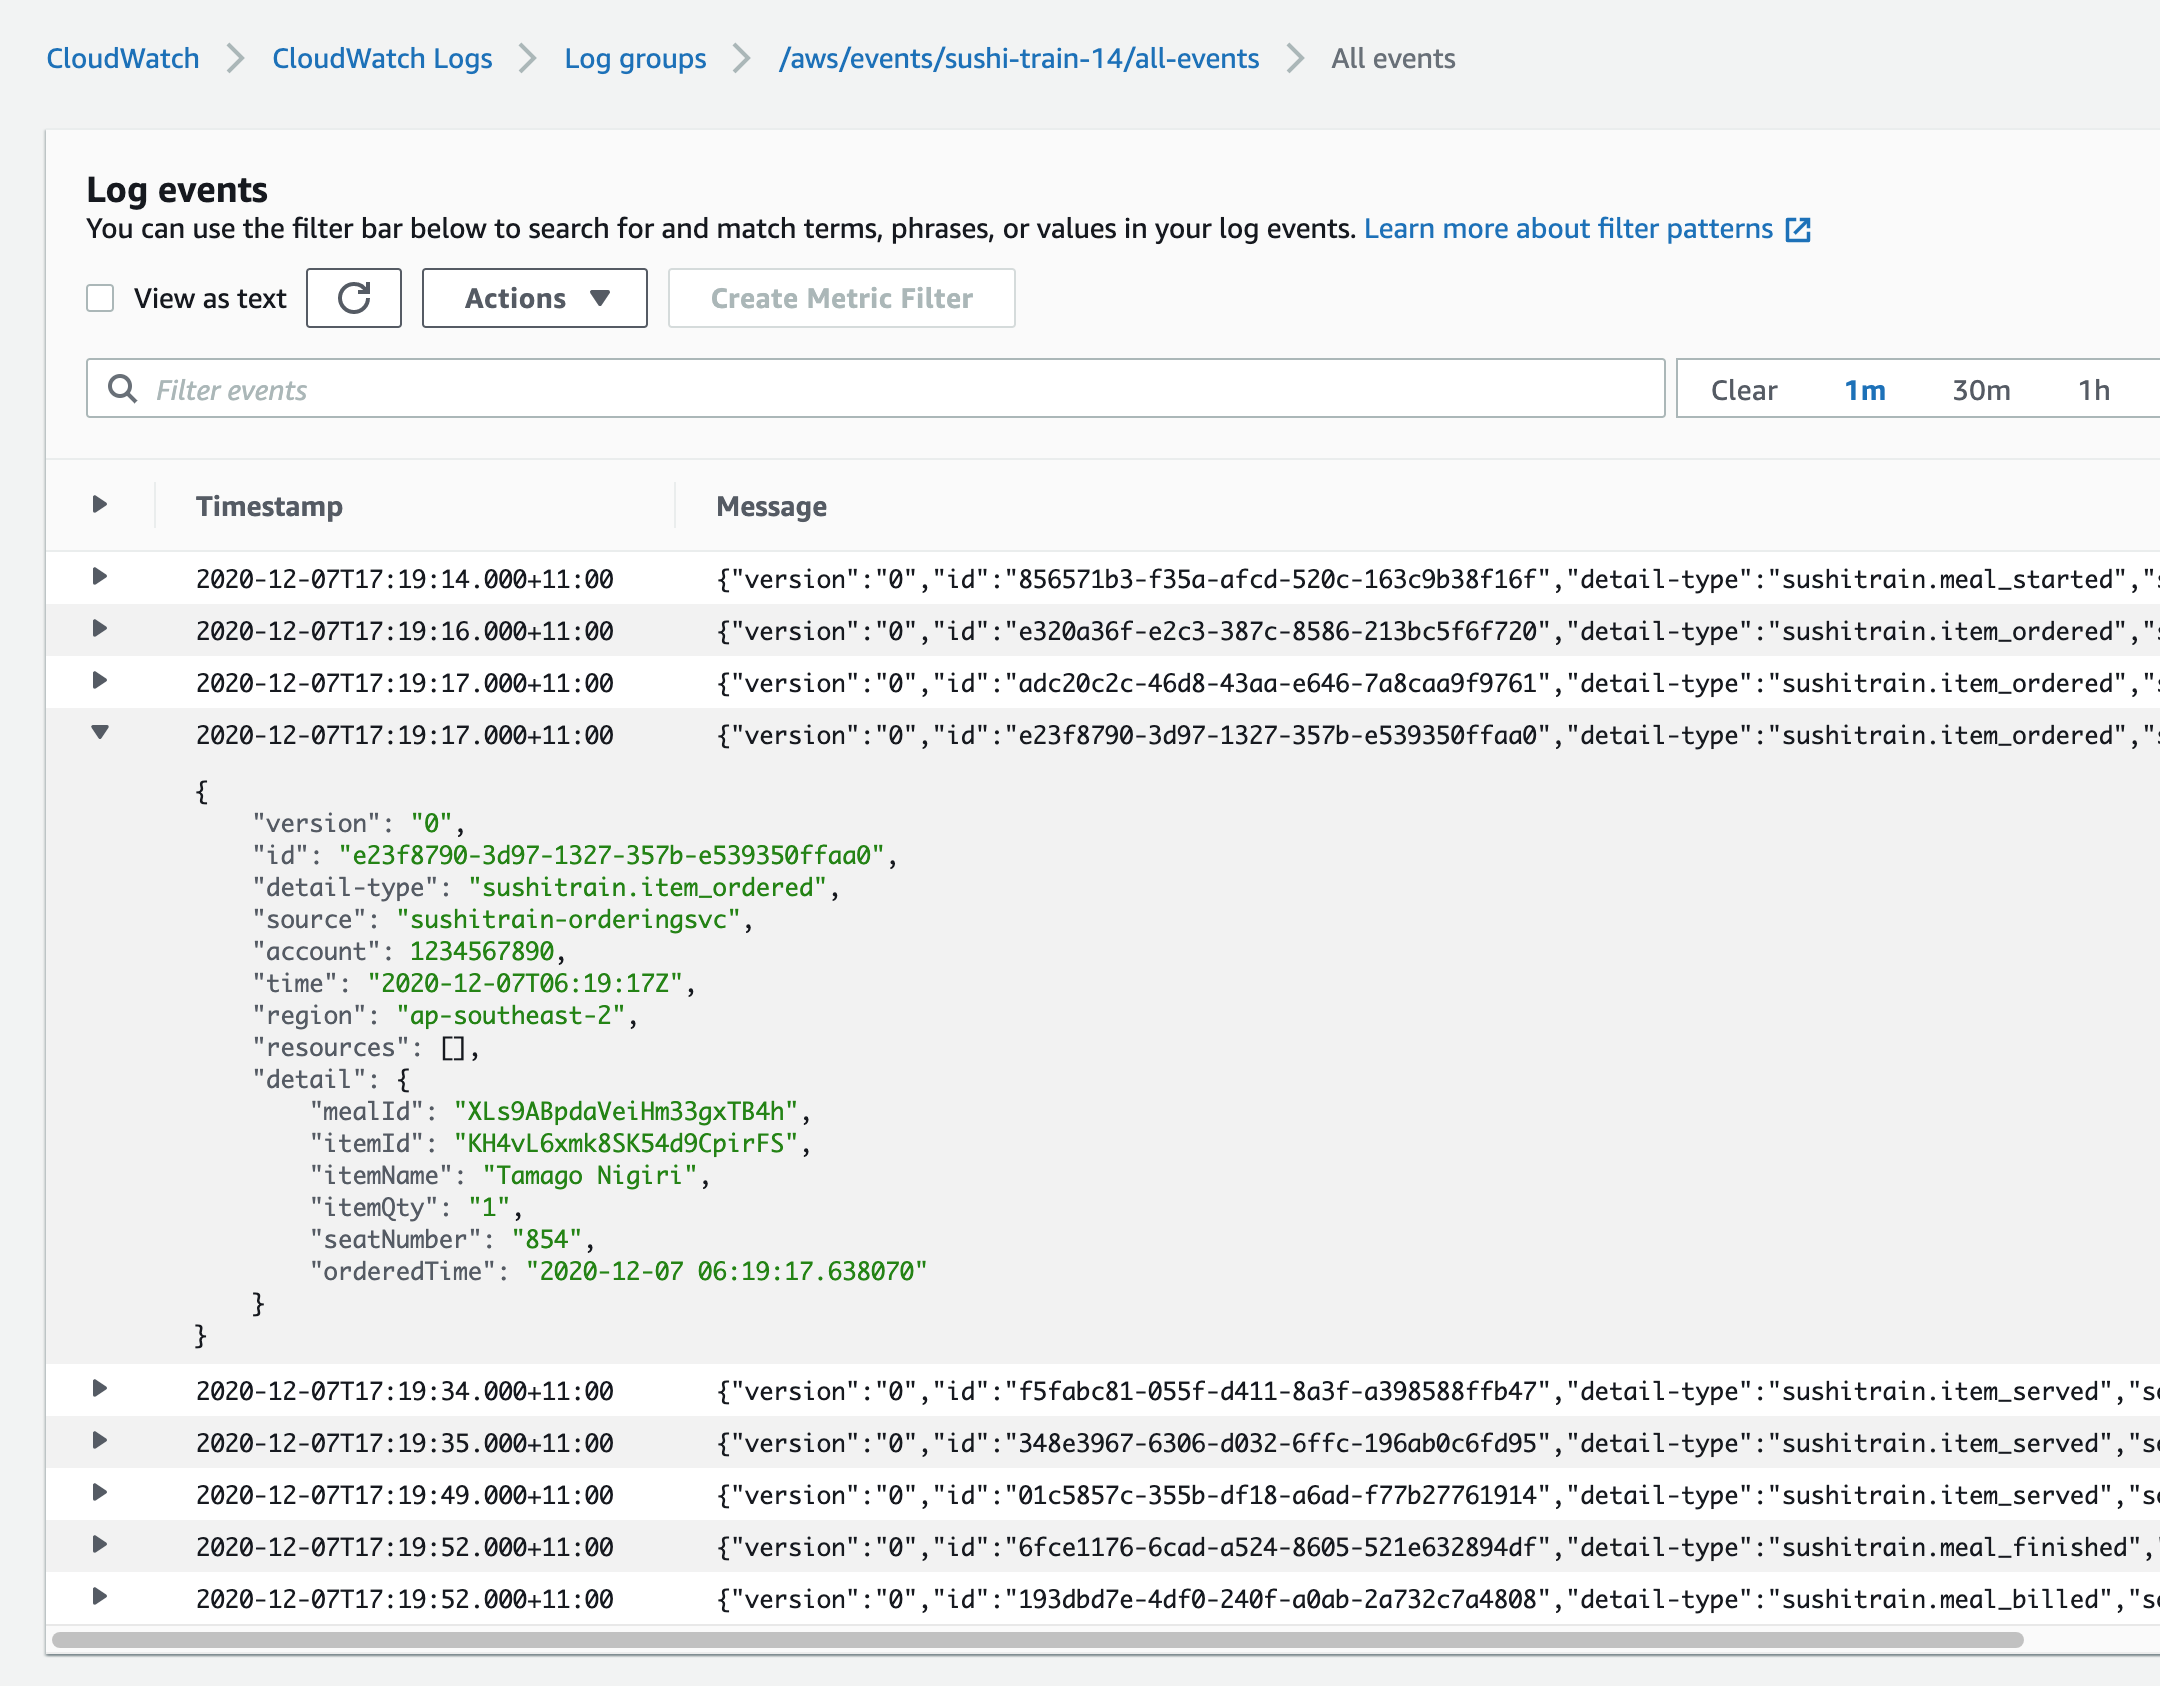 CloudWatch > CloudWatch Logs > Log groups > /aws/events/sushi-train-14/all-events > All events
Log events
You can use the filter bar below to search for and match terms, phrases, or values in your log events. Learn more about filter patterns
View as text Actions Create Metric Filter
Filter events Clear 1m 30m 1h
Timestamp Message
2020-12-07T17:19:14.000+11:00 {"version":"0","id":"856571b3-f35a-afcd-520c-163c9b38f16f","detail-type":"sushitrain.meal_started","s
2020-12-07T17:19:16.000+11:00 {"version":"0","id":"e320a36f-e2c3-387c-8586-213bc5f6f720","detail-type":"sushitrain.item_ordered","s
2020-12-07T17:19:17.000+11:00 {"version":"0","id":"adc20c2c-46d8-43aa-e646-7a8caa9f9761","detail-type":"sushitrain.item_ordered","s
2020-12-07T17:19:17.000+11:00 {"version":"0","id":"e23f8790-3d97-1327-357b-e539350ffaa0","detail-type":"sushitrain.item_ordered","s
{
"version": "0",
"id": "e23f8790-3d97-1327-357b-e539350ffaa0",
"detail-type": "sushitrain.item_ordered",
"source": "sushitrain-orderingsvc",
"account": 1234567890,
"time": "2020-12-07T06:19:17Z",
"region": "ap-southeast-2",
"resources": [],
"detail": {
"mealId": "XLs9ABpdaVeiHm33gxTB4h",
"itemId": "KH4vL6xmk8SK54d9CpirFS",
"itemName": "Tamago Nigiri",
"itemQty": "1",
"seatNumber": "854",
"orderedTime": "2020-12-07 06:19:17.638070"
}
}
2020-12-07T17:19:34.000+11:00 {"version":"0","id":"f5fabc81-055f-d411-8a3f-a398588ffb47","detail-type":"sushitrain.item_served","so
2020-12-07T17:19:35.000+11:00 {"version":"0","id":"348e3967-6306-d032-6ffc-196ab0c6fd95","detail-type":"sushitrain.item_served","so
2020-12-07T17:19:49.000+11:00 {"version":"0","id":"01c5857c-355b-df18-a6ad-f77b27761914","detail-type":"sushitrain.item_served","so
2020-12-07T17:19:52.000+11:00 {"version":"0","id":"6fce1176-6cad-a524-8605-521e632894df","detail-type":"sushitrain.meal_finished","
2020-12-07T17:19:52.000+11:00 {"version":"0","id":"193dbd7e-4df0-240f-a0ab-2a732c7a4808","detail-type":"sushitrain.meal_billed","so